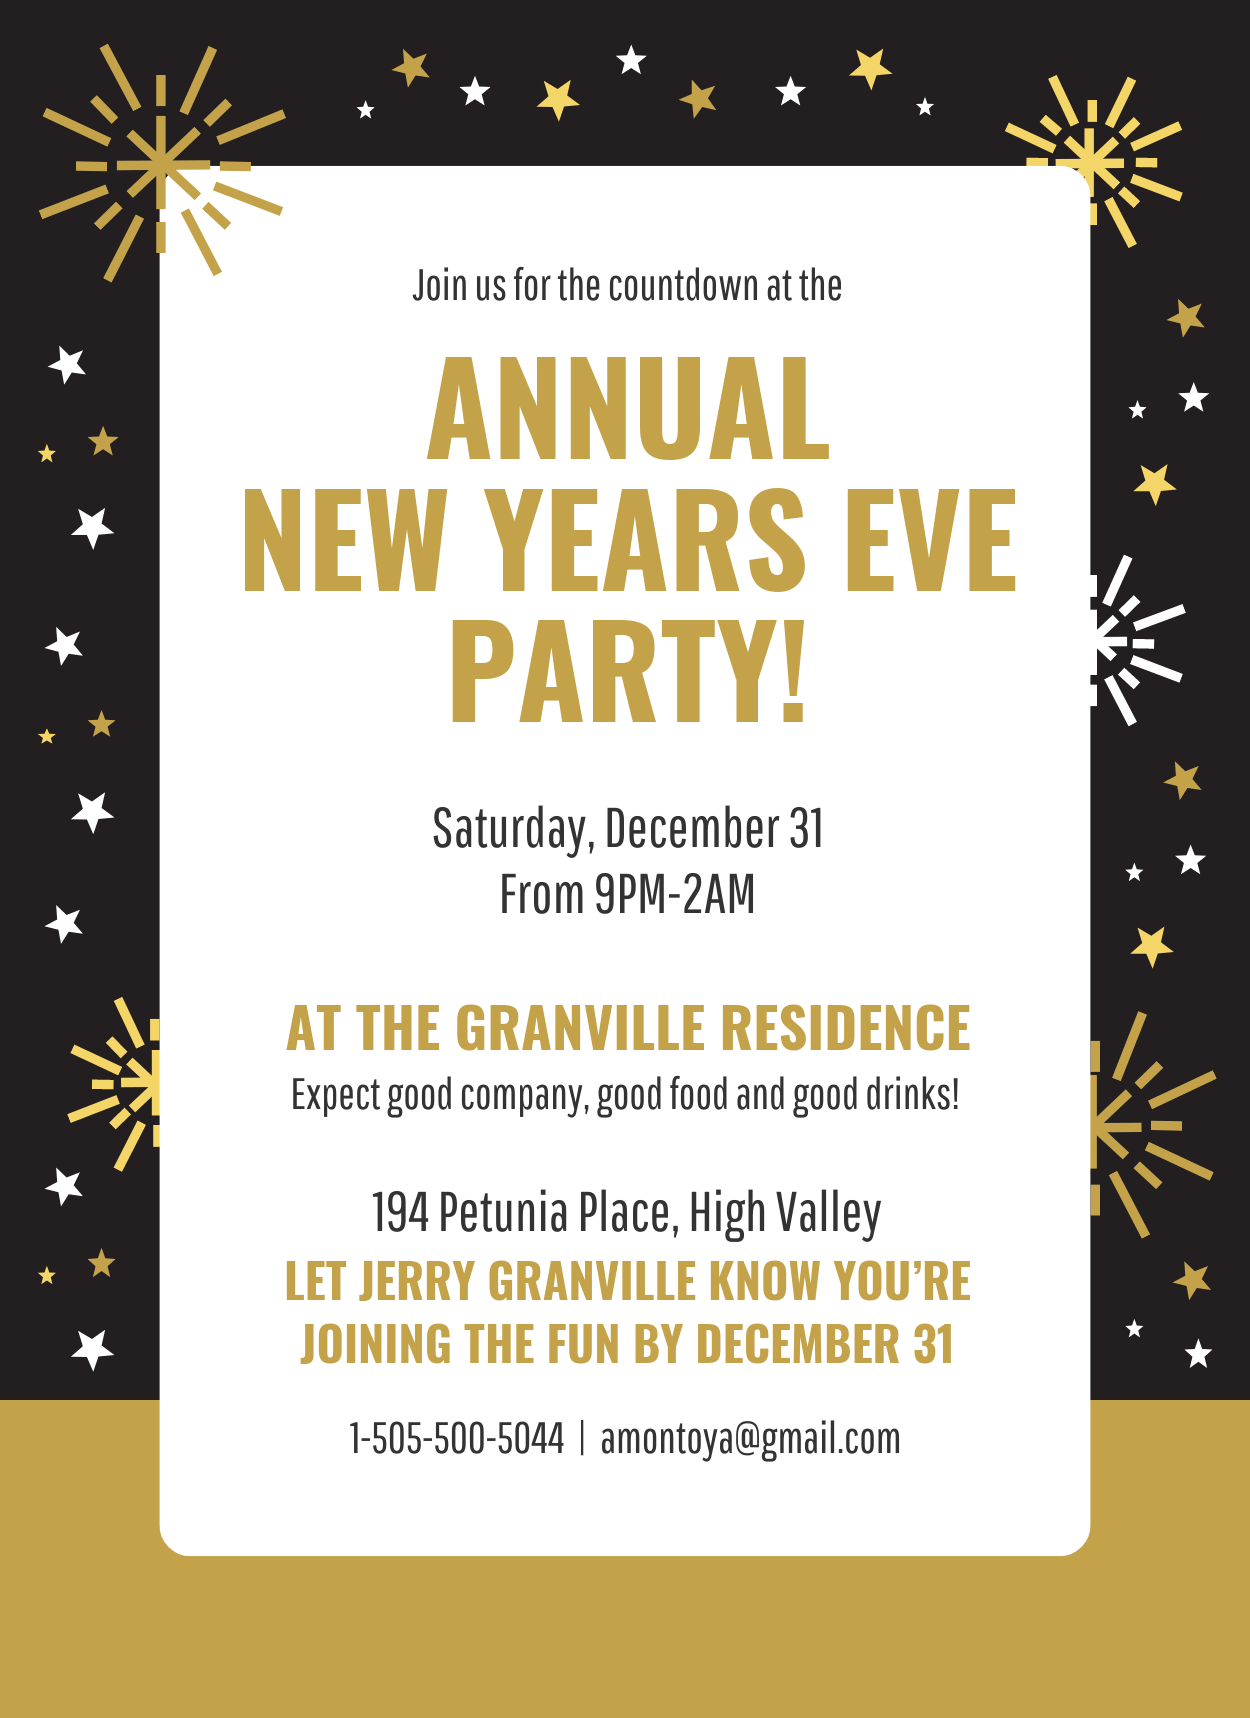 Join us for the countdown at the
ANNUAL
NEW YEARS EVE
PARTY!
Saturday, December 31
From 9PM-2AM
AT THE GRANVILLE RESIDENCE
Expect good company, good food and good drinks!
194 Petunia Place, High Valley
LET JERRY GRANVILLE KNOW YOU’RE
JOINING THE FUN BY DECEMBER 31
1-505-500-5044 | amontoya@gmail.com